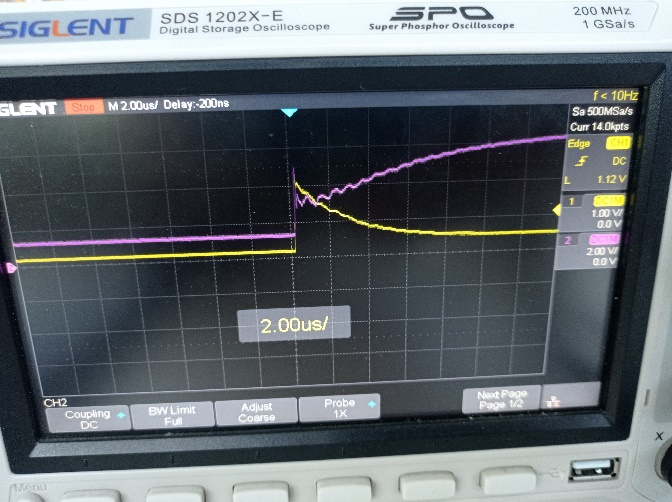 SIGLENT
SDS 1202X-E
Digital Storage Oscilloscope
SPO
Super Phosphor Oscilloscope
200 MHz
1 GSa/s
GLENT Stop M 2.00us/ Delay:-200ns
f < 10Hz
Sa 500MSa/s
Curr 14.0kpts
Edge CH1
DC
L 1.12 V
1 DC1M
1.00 V/
0.0 V
2 DC1M
2.00 V/
0.0 V
2.00us/
CH2
Coupling
DC
BW Limit
Full
Adjust
Coarse
Probe
1X
Next Page
Page 1/2
Menu
X